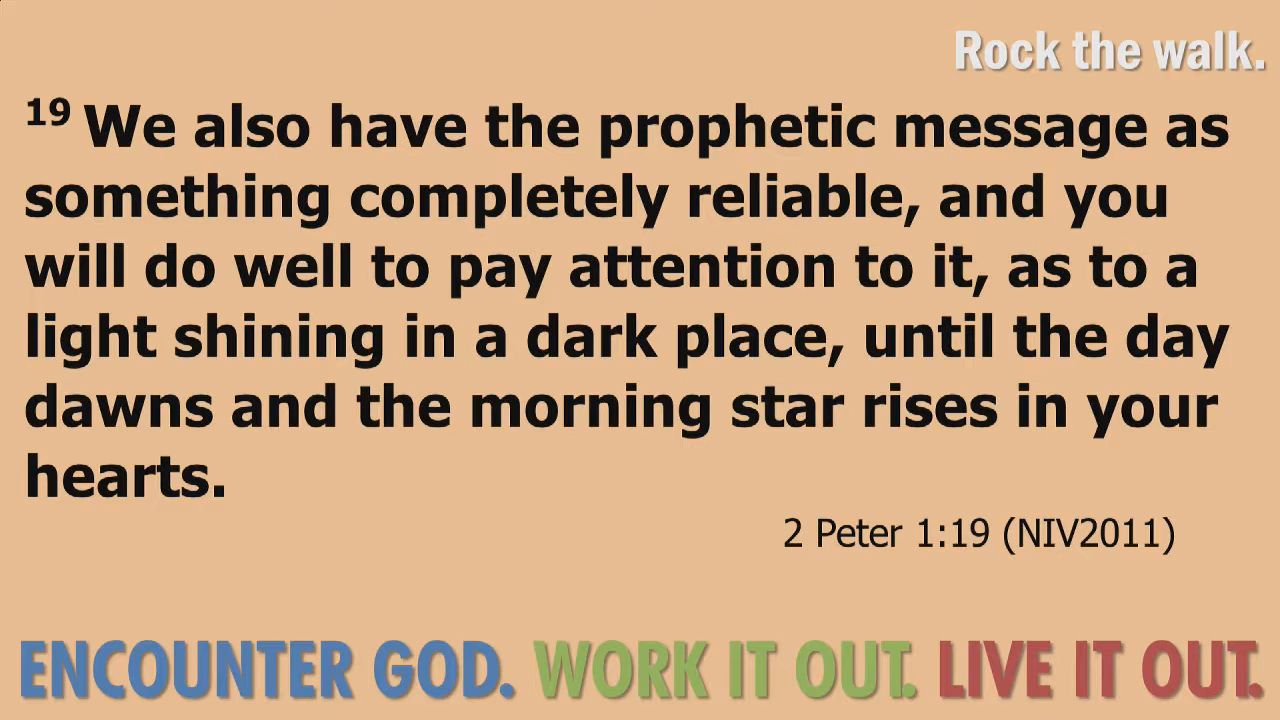 Rock the walk.
19 We also have the prophetic message as
something completely reliable, and you
will do well to pay attention to it, as to a
light shining in a dark place, until the day
dawns and the morning star rises in your
hearts.
2 Peter 1:19 (NIV2011)
ENCOUNTER GOD. WORK IT OUT. LIVE IT OUT.